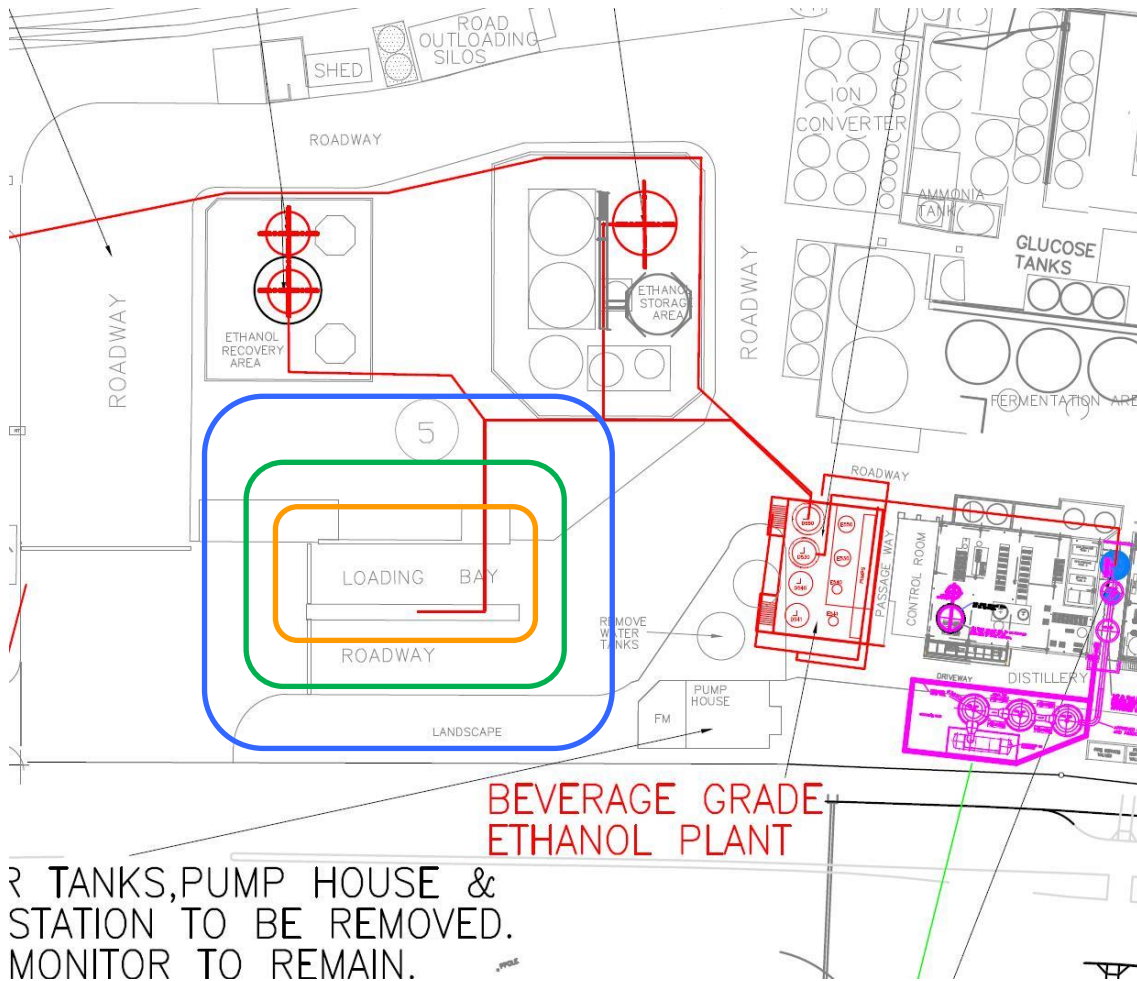 ROAD
OUTLOADING
SILOS
SHED
ROADWAY
ION
CONVERTER
AMMONIA
TANK
GLUCOSE
TANKS
ROADWAY
ROADWAY
ETHANOL
STORAGE
AREA
ETHANOL
RECOVERY
AREA
FERMENTATION ARE
5
ROADWAY
PASSAGE WAY
CONTROL ROOM
LOADING BAY
REMOVE
WATER
TANKS
ROADWAY
DISTILLERY
DRIVEWAY
PUMP
HOUSE
FM
LANDSCAPE
BEVERAGE GRADE
ETHANOL PLANT
R TANKS,PUMP HOUSE &
STATION TO BE REMOVED.
MONITOR TO REMAIN.